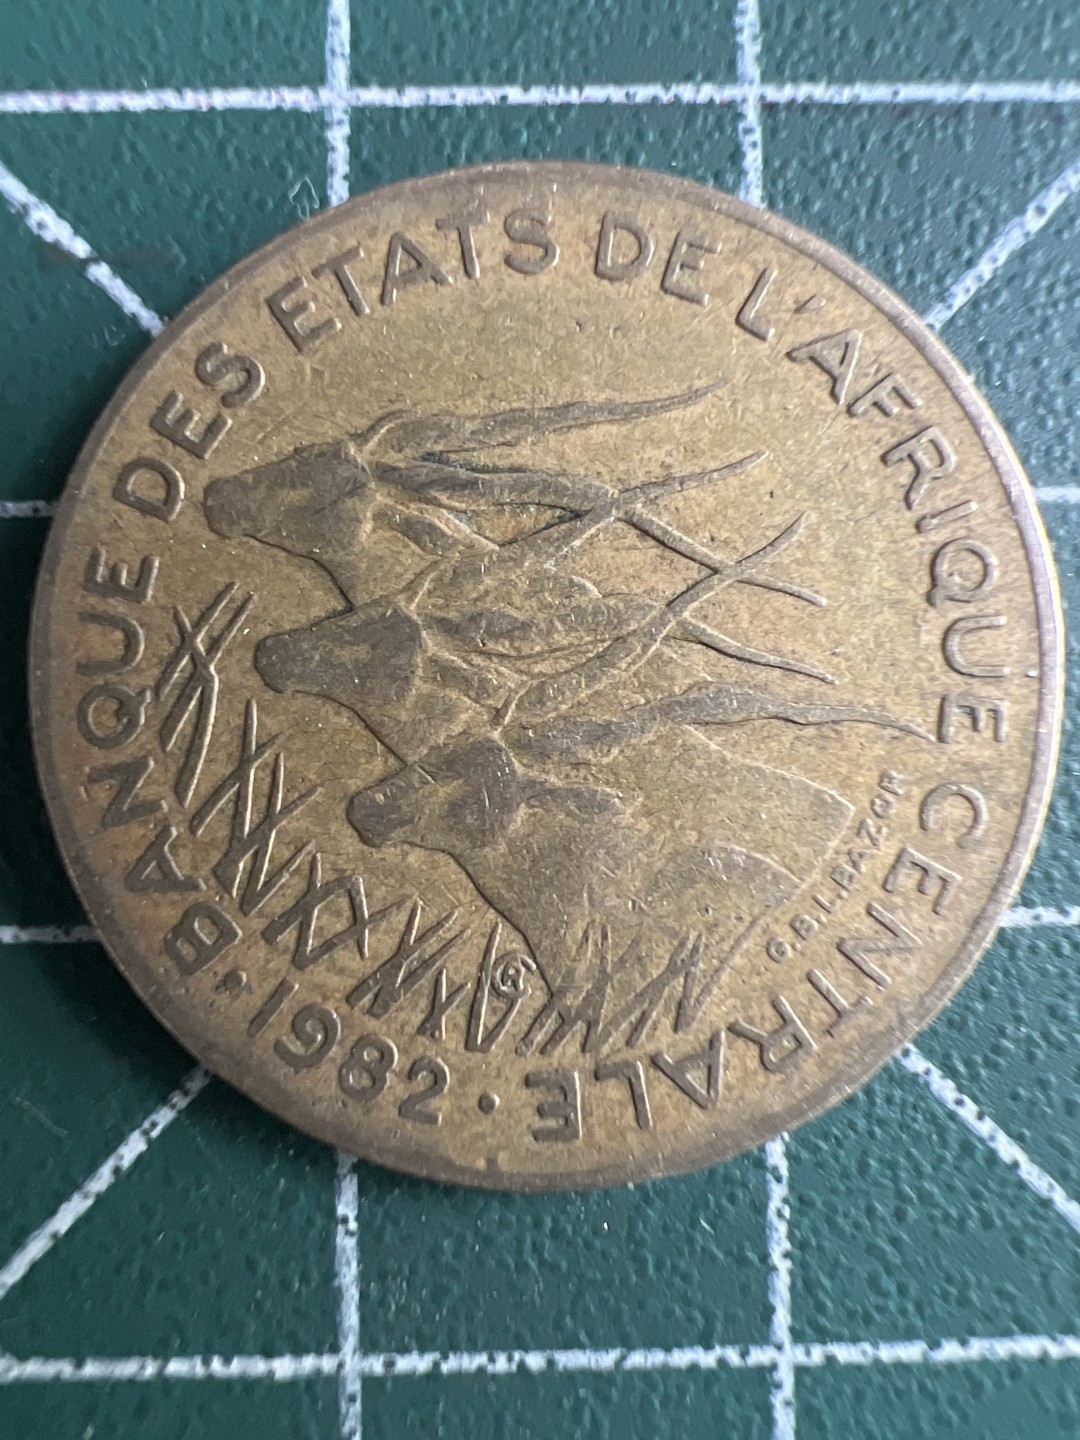 BANQUE DES ETATS DE L'AFRIQUE CENTRALE
• 1982 •
G.B.L.BAZOR